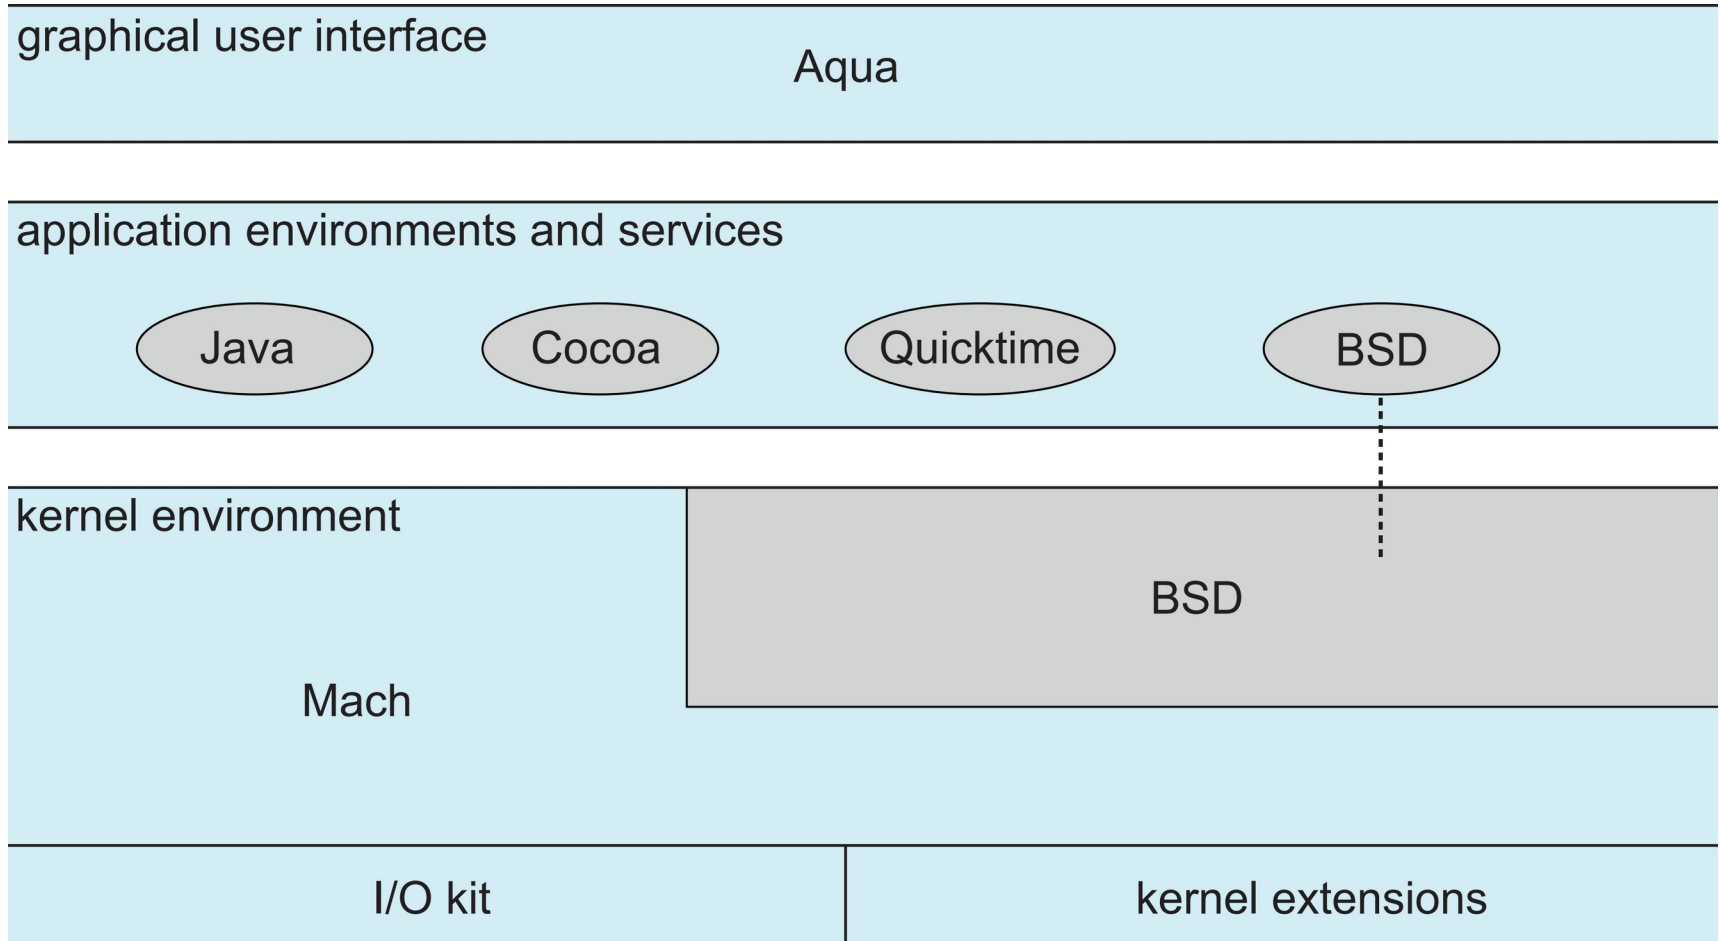 graphical user interface
Aqua
application environments and services
Java
Cocoa
Quicktime
BSD
kernel environment
BSD
Mach
I/O kit
kernel extensions